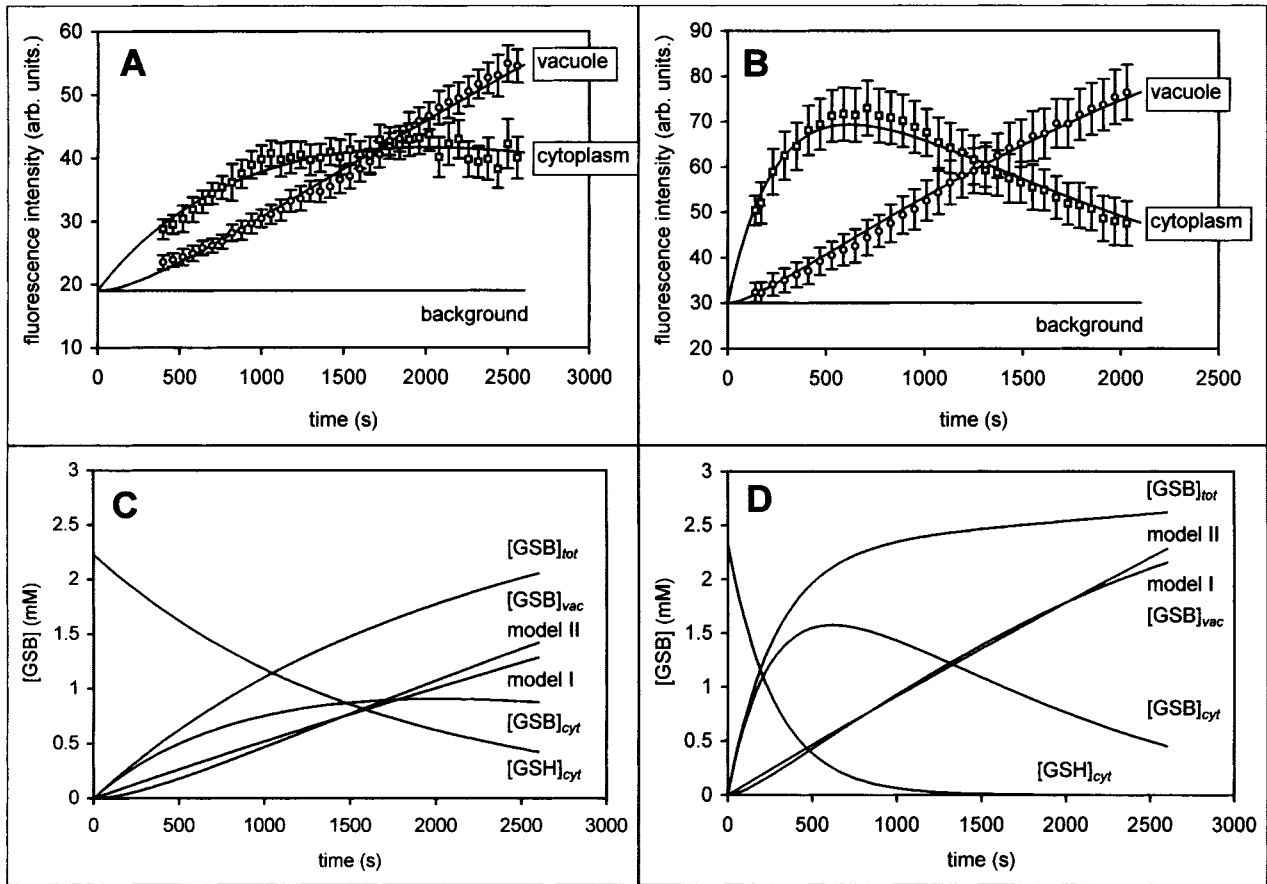 A
fluorescence intensity (arb. units.)
60
50
40
30
20
10
0
500
1000
1500
2000
2500
3000
time (s)
vacuole
cytoplasm
background
B
fluorescence intensity (arb. units.)
90
80
70
60
50
40
30
20
0
500
1000
1500
2000
2500
time (s)
vacuole
cytoplasm
background
C
[GSB] (mM)
3
2.5
2
1.5
1
0.5
0
0
500
1000
1500
2000
2500
3000
time (s)
[GSB]tot
[GSB]vac
model II
model I
[GSB]cyt
[GSH]cyt
D
[GSB] (mM)
3
2.5
2
1.5
1
0.5
0
0
500
1000
1500
2000
2500
3000
time (s)
[GSB]tot
model II
model I
[GSB]vac
[GSB]cyt
[GSH]cyt